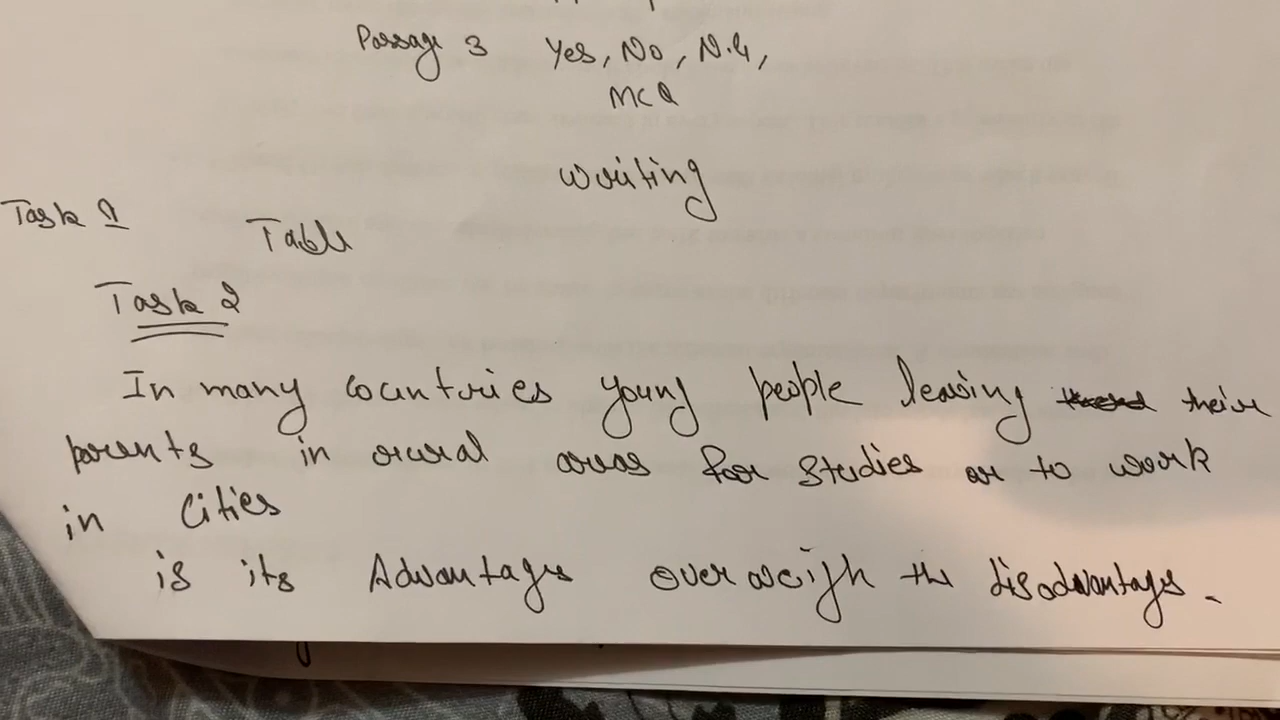 Passage 3 Yes, No, N.G,
MCQ
Writing
Task 1
Table
Task 2
In many countries young people leaving their
parents in rural areas for studies or to work
in cities
is its Advantages overweigh the disadvantages.